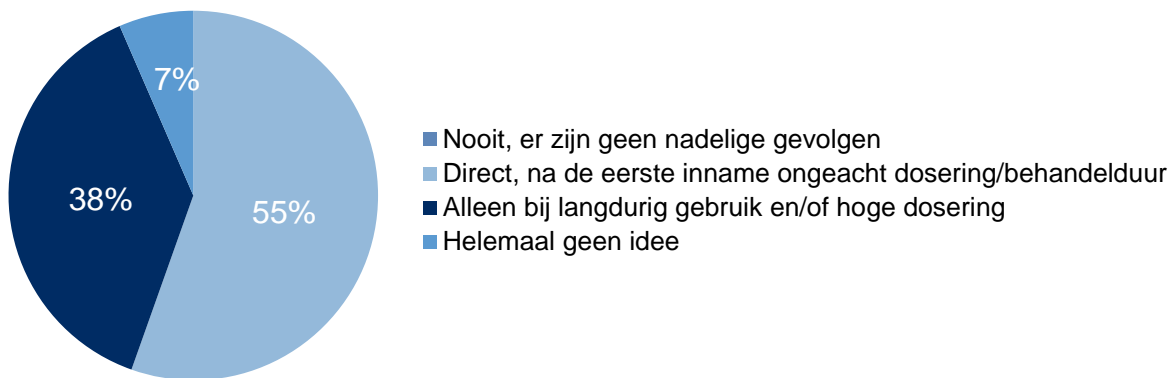 7%
38%
55%
Nooit, er zijn geen nadelige gevolgen
Direct, na de eerste inname ongeacht dosering/behandelduur
Alleen bij langdurig gebruik en/of hoge dosering
Helemaal geen idee